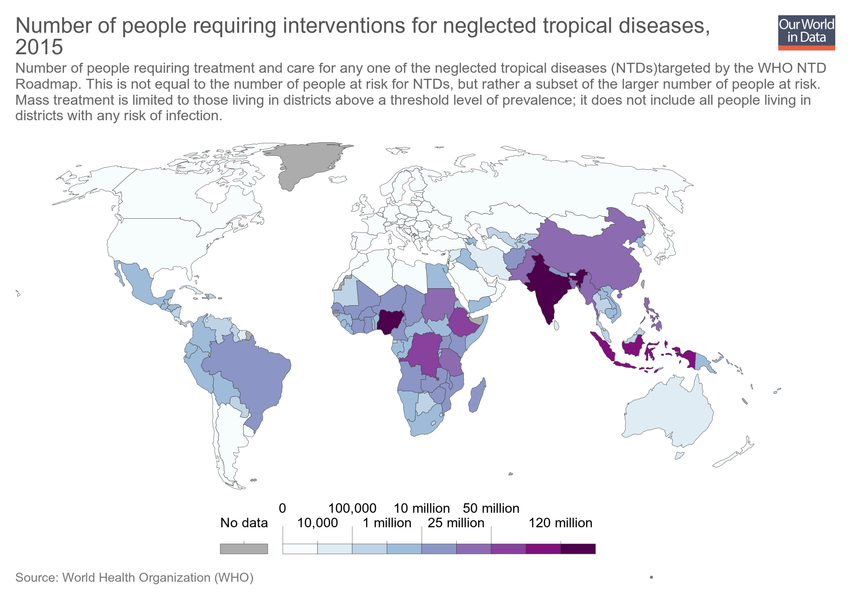 Number of people requiring interventions for neglected tropical diseases,
2015
Our World
in Data
Number of people requiring treatment and care for any one of the neglected tropical diseases (NTDs)targeted by the WHO NTD
Roadmap. This is not equal to the number of people at risk for NTDs, but rather a subset of the larger number of people at risk.
Mass treatment is limited to those living in districts above a threshold level of prevalence; it does not include all people living in
districts with any risk of infection.
0 100,000 10 million 50 million
No data 10,000 1 million 25 million 120 million
Source: World Health Organization (WHO)